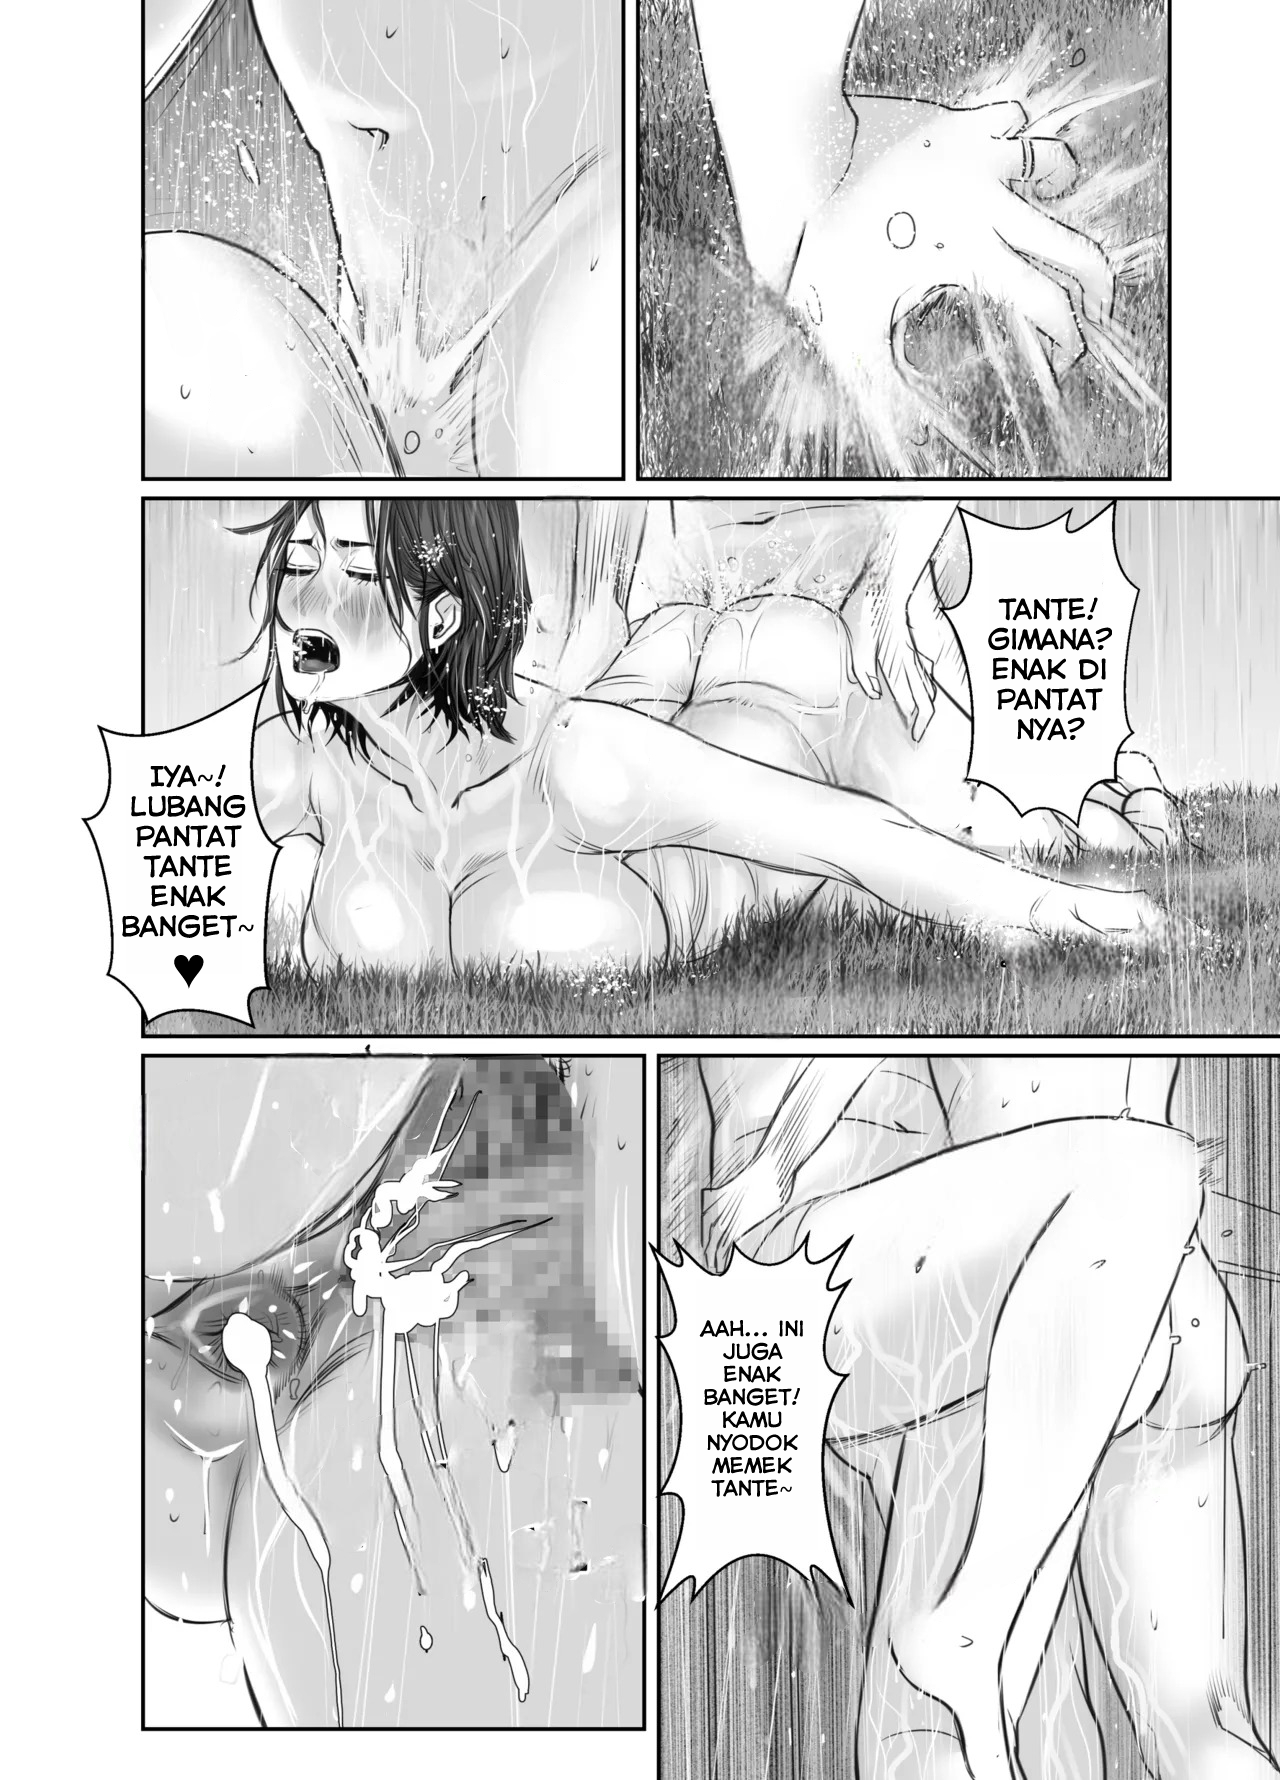 TANTE!
GIMANA?
ENAK DI
PANTAT
NYA?
IYA~!
LUBANG
PANTAT
TANTE
ENAK
BANGET~
♥
AAH... INI
JUGA
ENAK
BANGET!
KAMU
NYODOK
MEMEK
TANTE~